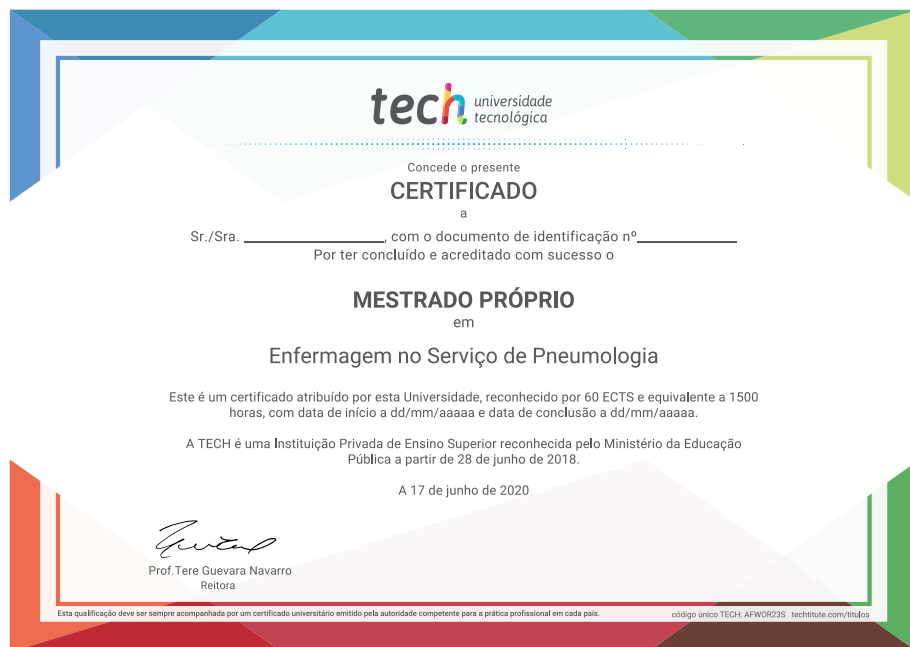 tech universidade
tecnológica
Concede o presente
CERTIFICADO
a
Sr./Sra. ________________, com o documento de identificação nº____________
Por ter concluído e acreditado com sucesso o
MESTRADO PRÓPRIO
em
Enfermagem no Serviço de Pneumologia
Este é um certificado atribuído por esta Universidade, reconhecido por 60 ECTS e equivalente a 1500
horas, com data de início a dd/mm/aaaaa e data de conclusão a dd/mm/aaaaa.
A TECH é uma Instituição Privada de Ensino Superior reconhecida pelo Ministério da Educação
Pública a partir de 28 de junho de 2018.
A 17 de junho de 2020
Prof.Tere Guevara Navarro
Reitora
Esta qualificação deve ser sempre acompanhada por um certificado universitário emitido pela autoridade competente para a prática profissional em cada país.
código único TECH: AFWOR23S techtitute.com/titulos